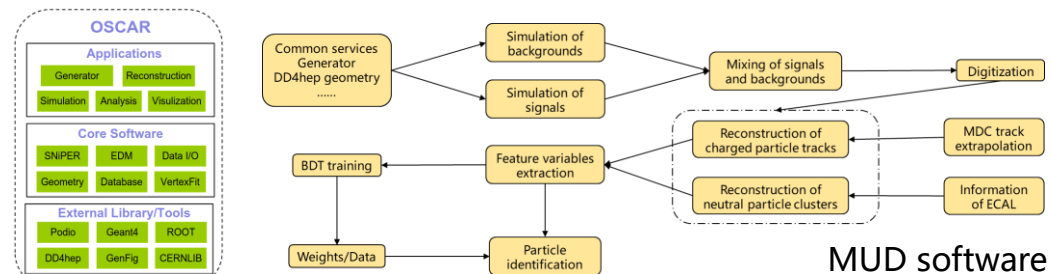 OSCAR
Applications
Generator
Reconstruction
Simulation
Analysis
Visulization
Core Software
SNiPER
EDM
Data I/O
Geometry
Database
VertexFit
External Library/Tools
Podio
Geant4
ROOT
DD4hep
GenFig
CERNLIB
Common services
Generator
DD4hep geometry
......
Simulation of
backgrounds
Simulation of
signals
Mixing of signals
and backgrounds
Digitization
Reconstruction of
charged particle tracks
MDC track
extrapolation
Reconstruction of
neutral particle clusters
Information
of ECAL
Feature variables
extraction
BDT training
Weights/Data
Particle
identification
MUD software